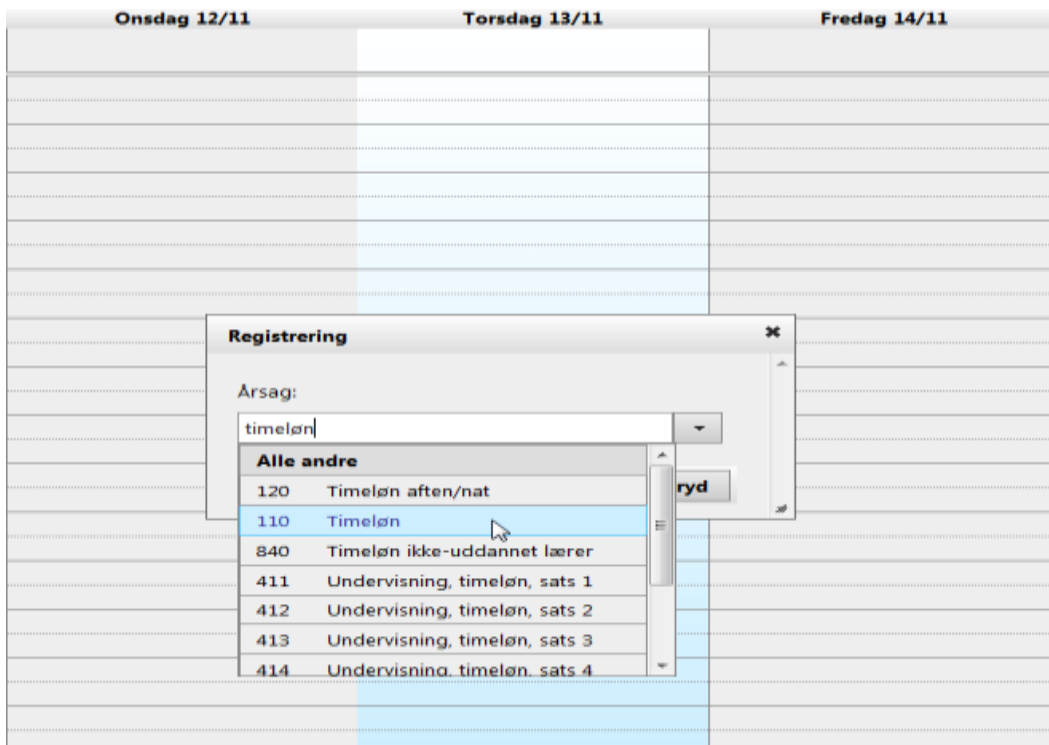 Onsdag 12/11 Torsdag 13/11 Fredag 14/11
Registrering
Årsag:
timeløn
Alle andre
120 Timeløn aften/nat
110 Timeløn
840 Timeløn ikke-uddannet lærer
411 Undervisning, timeløn, sats 1
412 Undervisning, timeløn, sats 2
413 Undervisning, timeløn, sats 3
414 Undervisning, timeløn, sats 4
ryd